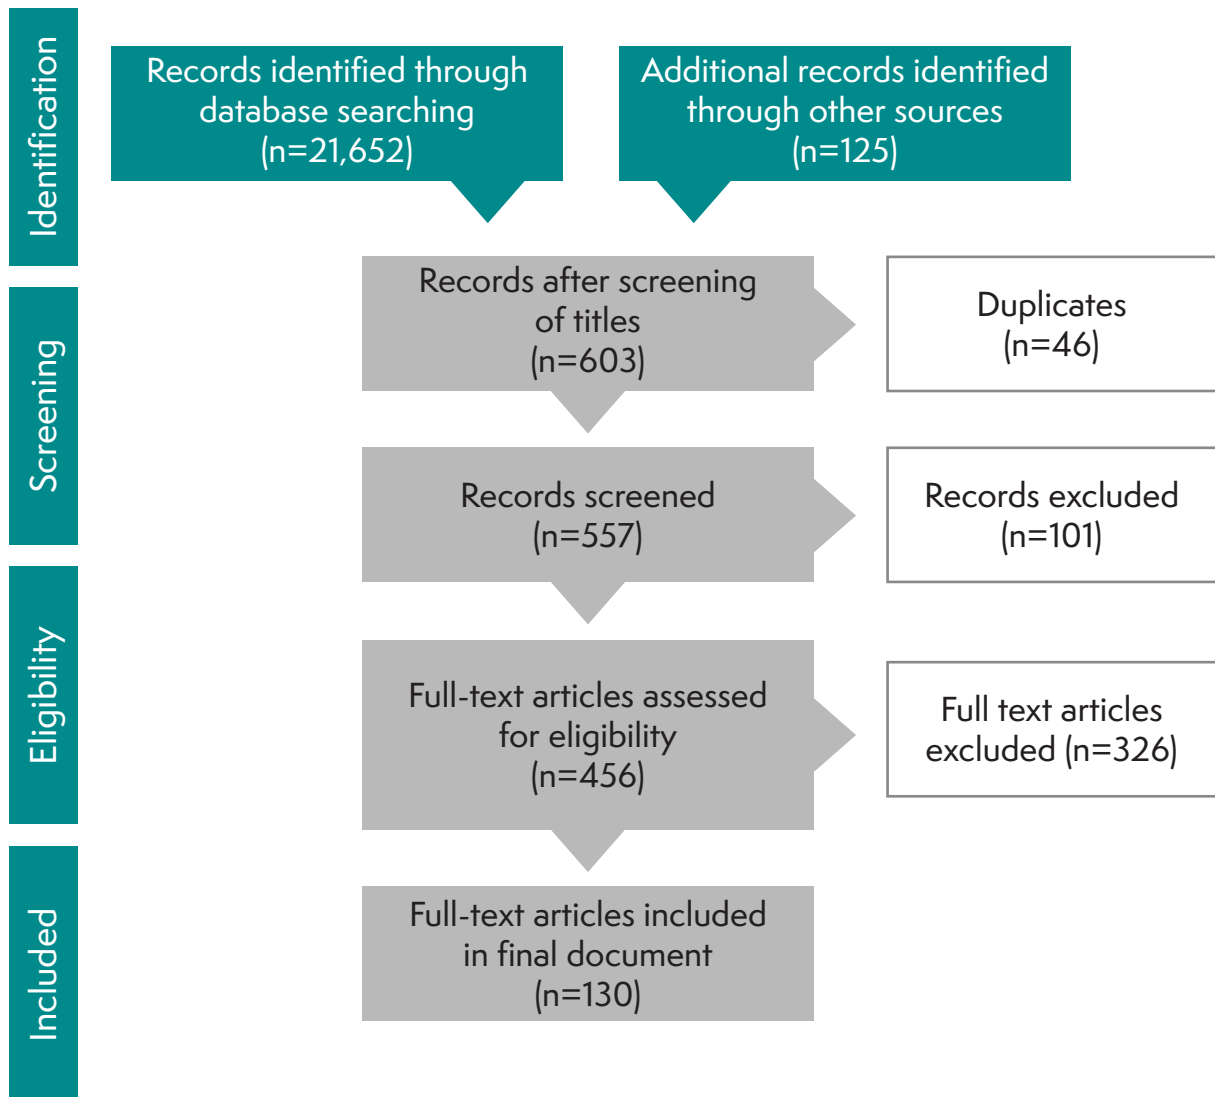 Identification
Records identified through
database searching
(n=21,652)
Additional records identified
through other sources
(n=125)
Screening
Records after screening
of titles
(n=603)
Duplicates
(n=46)
Records screened
(n=557)
Records excluded
(n=101)
Eligibility
Full-text articles assessed
for eligibility
(n=456)
Full text articles
excluded (n=326)
Included
Full-text articles included
in final document
(n=130)